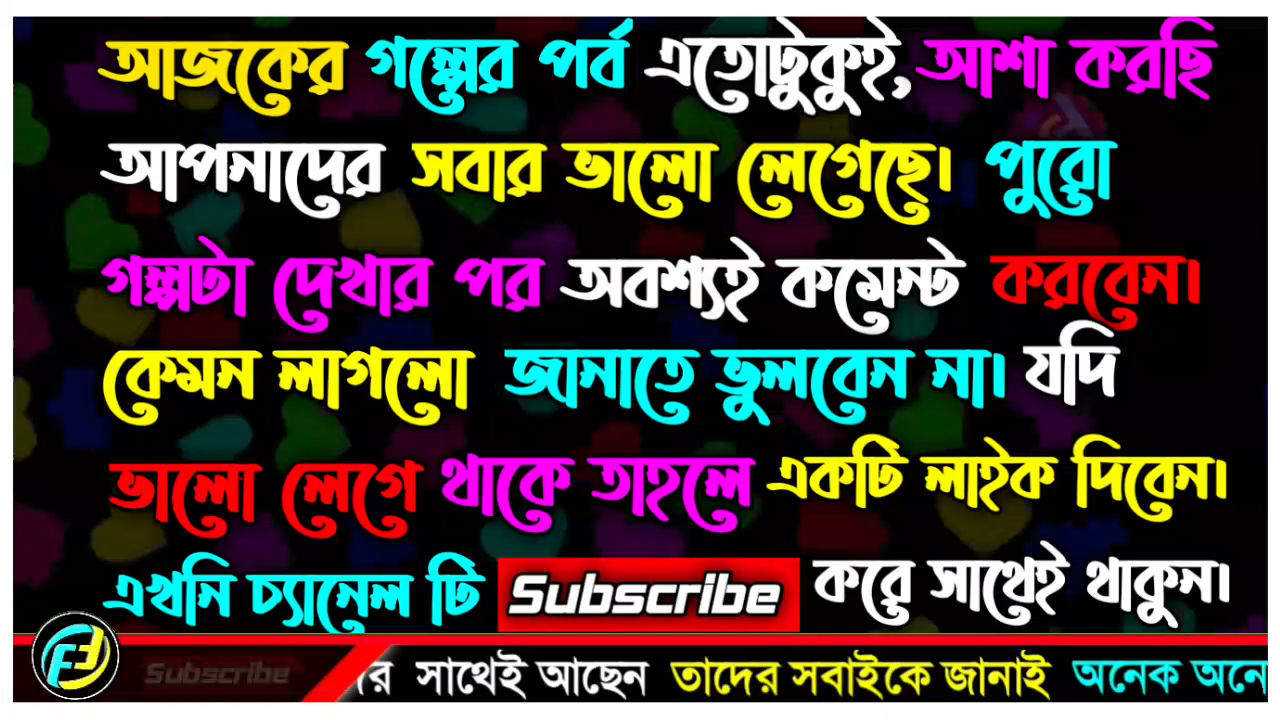 আজকের গল্পের পর্ব এতোটুকুই, আশা করছি
আপনাদের সবার ভালো লেগেছে। পুরো
গল্পটা দেখার পর অবশ্যই কমেন্ট করবেন।
কেমন লাগলো জানাতে ভুলবেন না। যদি
ভালো লেগে থাকে তাহলে একটি লাইক দিবেন।
এখনি চ্যানেল টি Subscribe করে সাথেই থাকুন।
Subscribe সাথেই আছেন তাদের সবাইকে জানাই অনেক